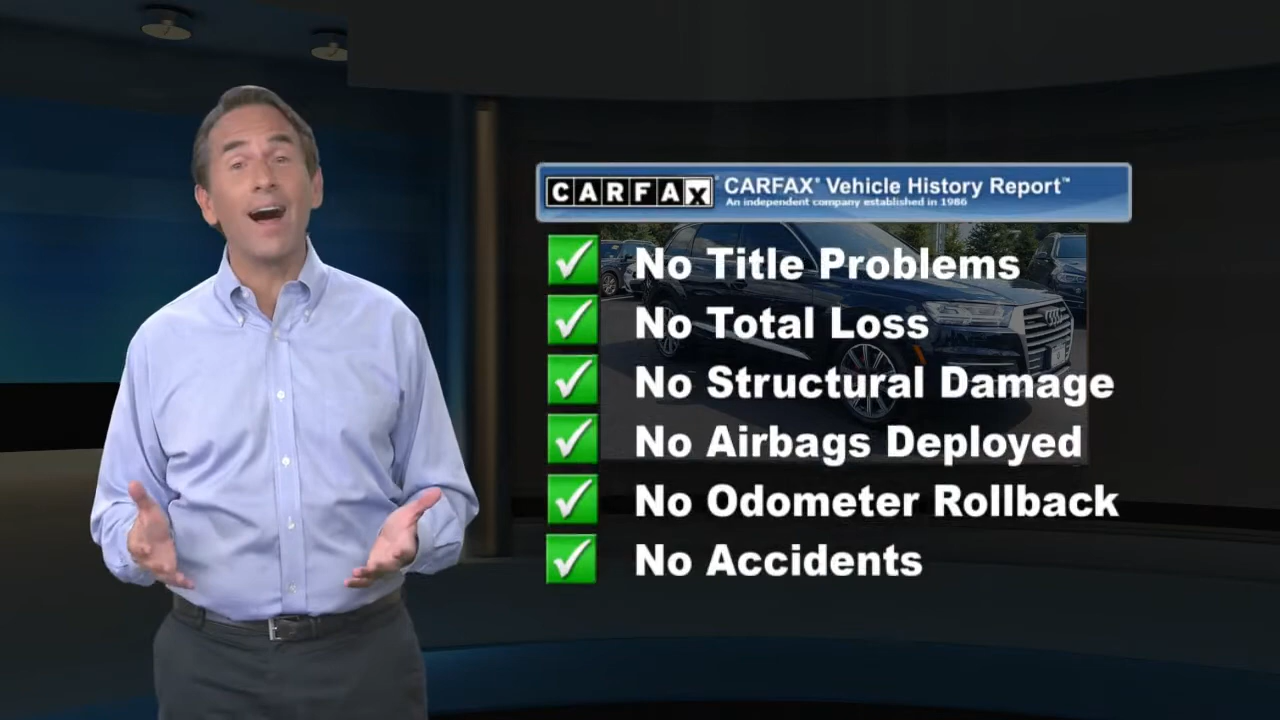 CARFAX
CARFAX® Vehicle History Report™
An independent company established in 1986
No Title Problems
No Total Loss
No Structural Damage
No Airbags Deployed
No Odometer Rollback
No Accidents